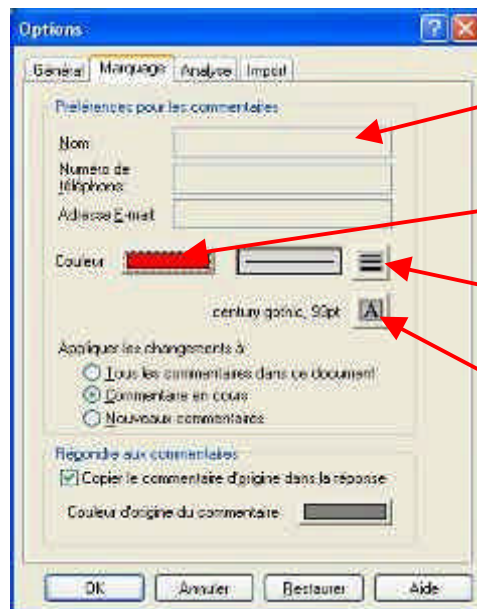 Options
Général Marquage Analyse Import
Préférences pour les commentaires
Nom
Numéro de
téléphone
Adresse E-mail
Couleur
century gothic, 90pt A
Appliquer les changements à
Tous les commentaires dans ce document
Commentaire en cours
Nouveaux commentaires
Répondre aux commentaires
Copier le commentaire d'origine dans la réponse
Couleur d'origine du commentaire
OK Annuler Restaurer Aide